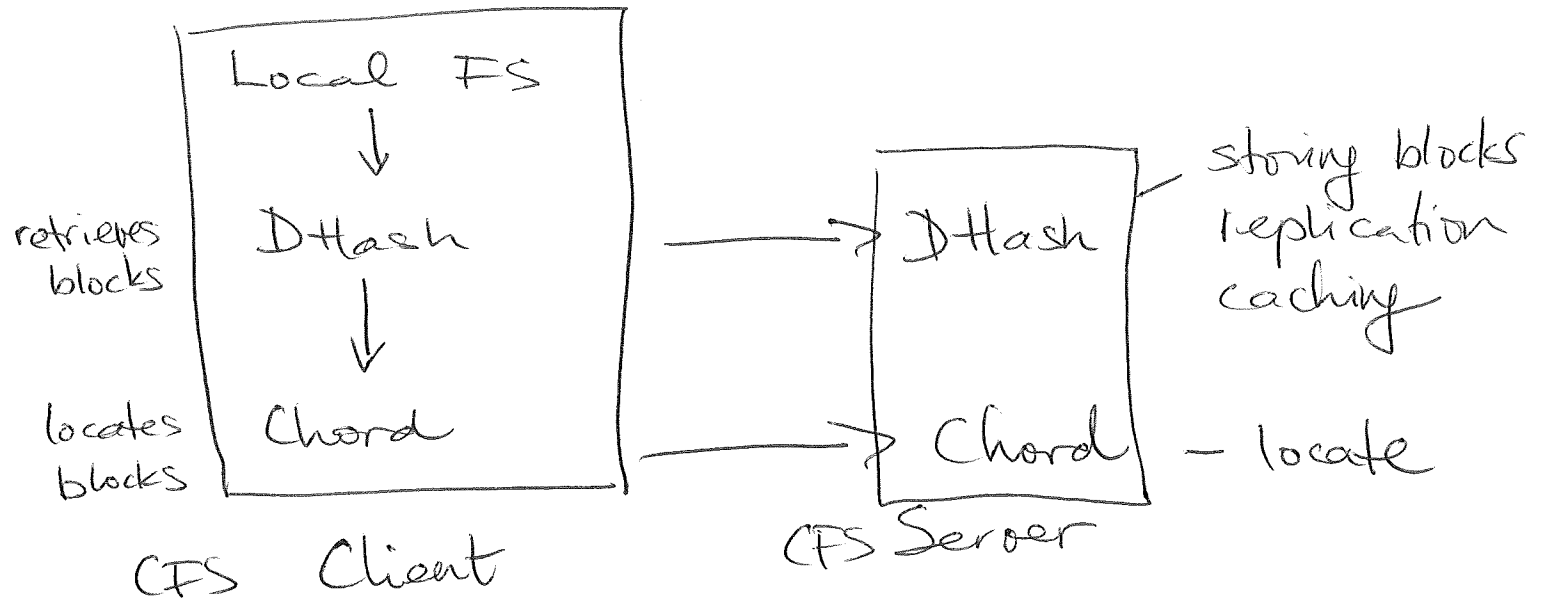 Local FS
retrieves
blocks
DHash
locates
blocks
Chord
CFS Client
DHash
storing blocks
replication
caching
Chord
– locate
CFS Server